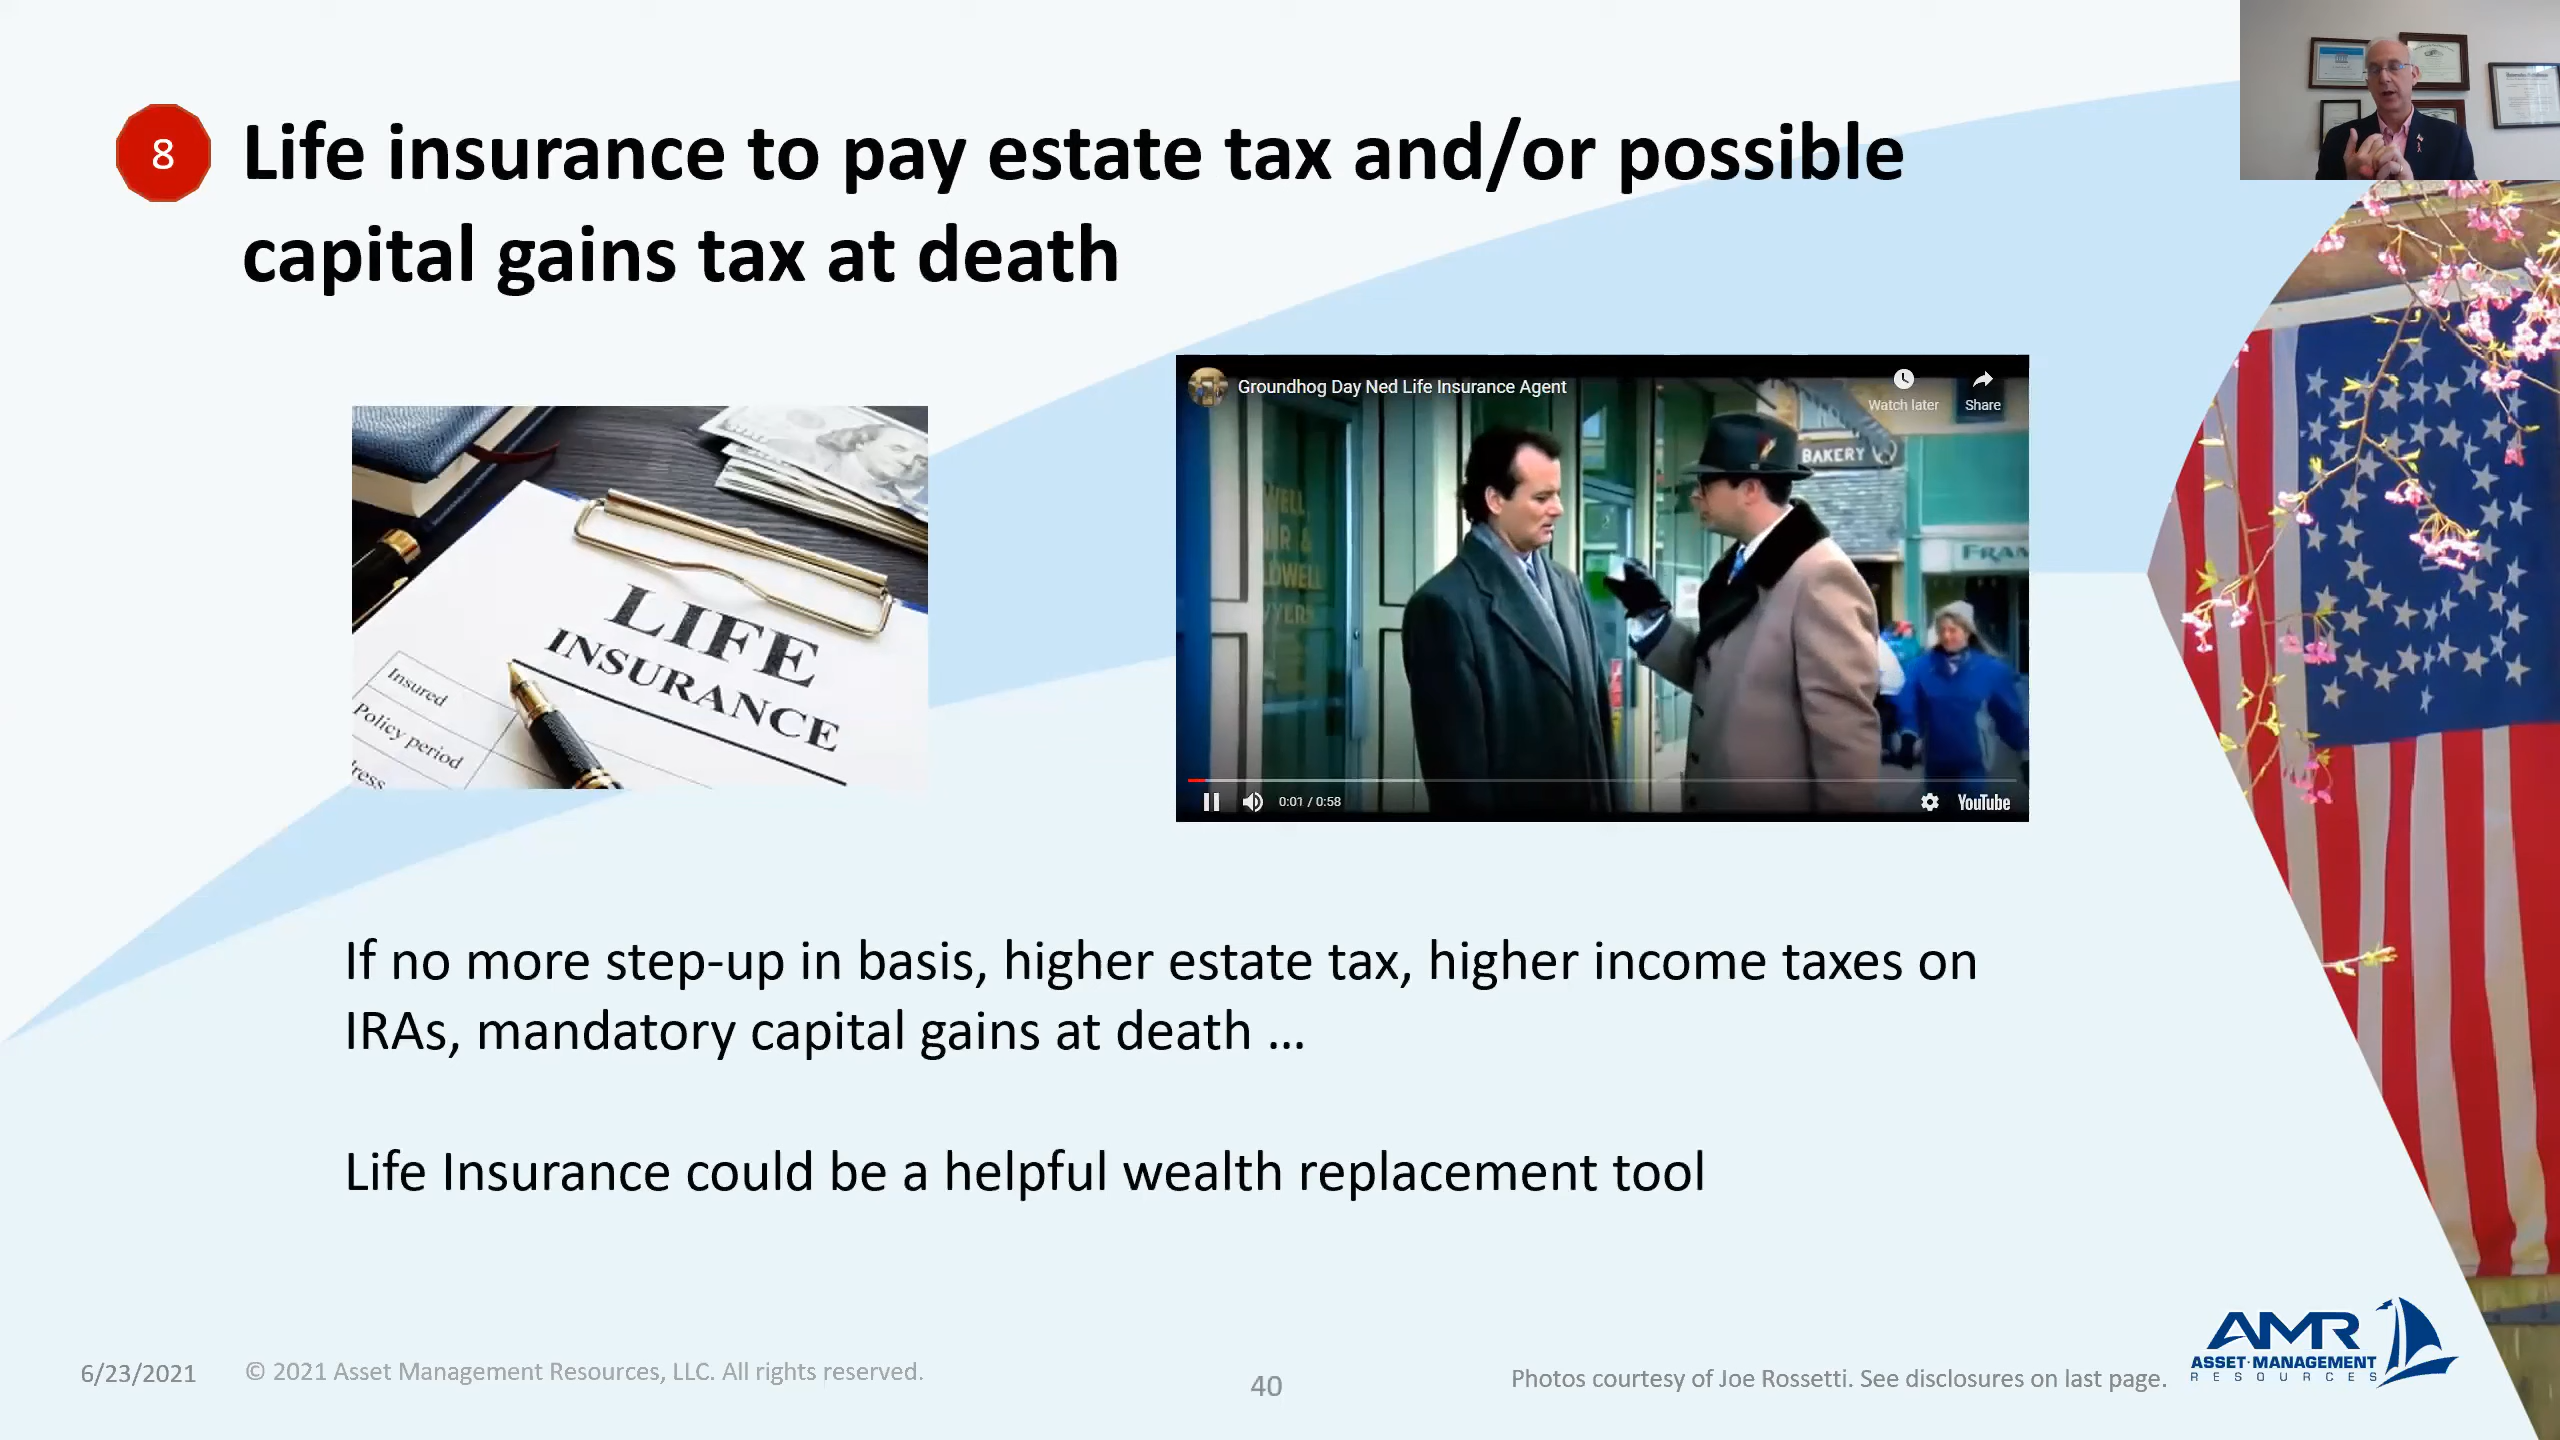 8
Life insurance to pay estate tax and/or possible
capital gains tax at death
LIFE
INSURANCE
Insured
Policy period
Groundhog Day Ned Life Insurance Agent
Watch later
Share
BAKERY
0:01 / 0:58
YouTube
If no more step-up in basis, higher estate tax, higher income taxes on
IRAs, mandatory capital gains at death ...
Life Insurance could be a helpful wealth replacement tool
6/23/2021
© 2021 Asset Management Resources, LLC. All rights reserved.
40
Photos courtesy of Joe Rossetti. See disclosures on last page.
AMR
ASSET·MANAGEMENT
RESOURCES